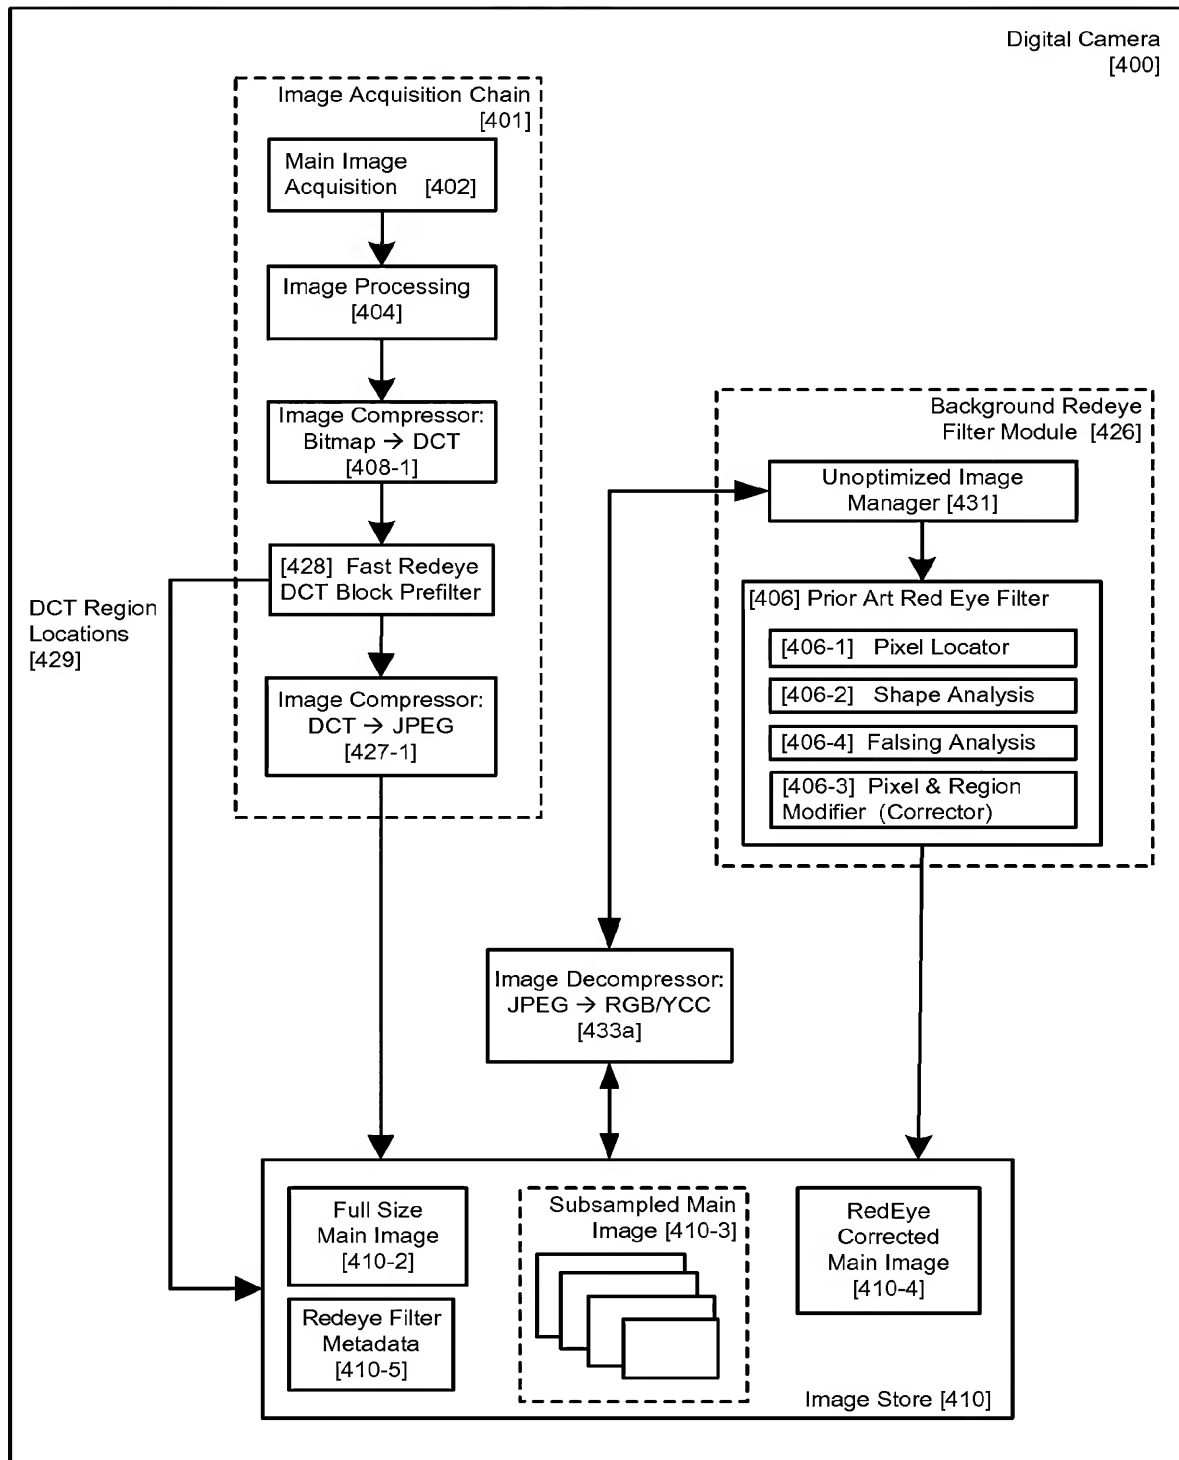 Digital Camera
[400]
Image Acquisition Chain
[401]
Main Image
Acquisition [402]
Image Processing
[404]
Image Compressor:
Bitmap → DCT
[408-1]
[428] Fast Redeye
DCT Block Prefilter
DCT Region
Locations
[429]
Image Compressor:
DCT → JPEG
[427-1]
Background Redeye
Filter Module [426]
Unoptimized Image
Manager [431]
[406] Prior Art Red Eye Filter
[406-1] Pixel Locator
[406-2] Shape Analysis
[406-4] Falsing Analysis
[406-3] Pixel & Region
Modifier (Corrector)
Image Decompressor:
JPEG → RGB/YCC
[433a]
Full Size
Main Image
[410-2]
Redeye Filter
Metadata
[410-5]
Subsampled Main
Image [410-3]
RedEye
Corrected
Main Image
[410-4]
Image Store [410]